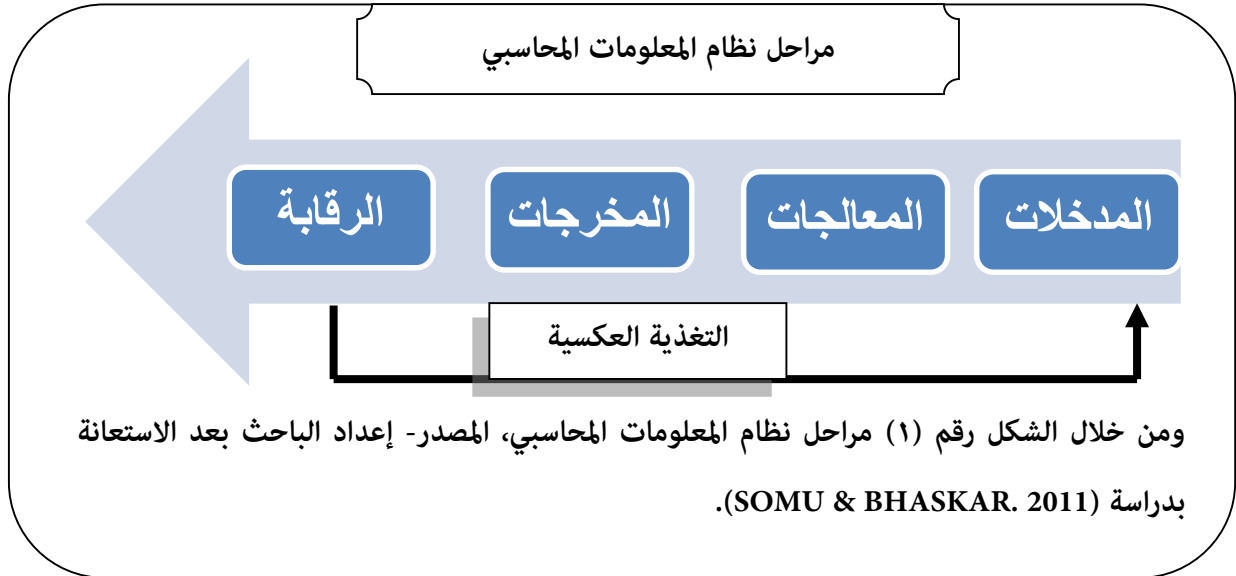 مراحل نظام المعلومات المحاسبي
المدخلات
المعالجات
المخرجات
الرقابة
التغذية العكسية
ومن خلال الشكل رقم (١) مراحل نظام المعلومات المحاسبي، المصدر- إعداد الباحث بعد الاستعانة
بدراسة (SOMU & BHASKAR. 2011).